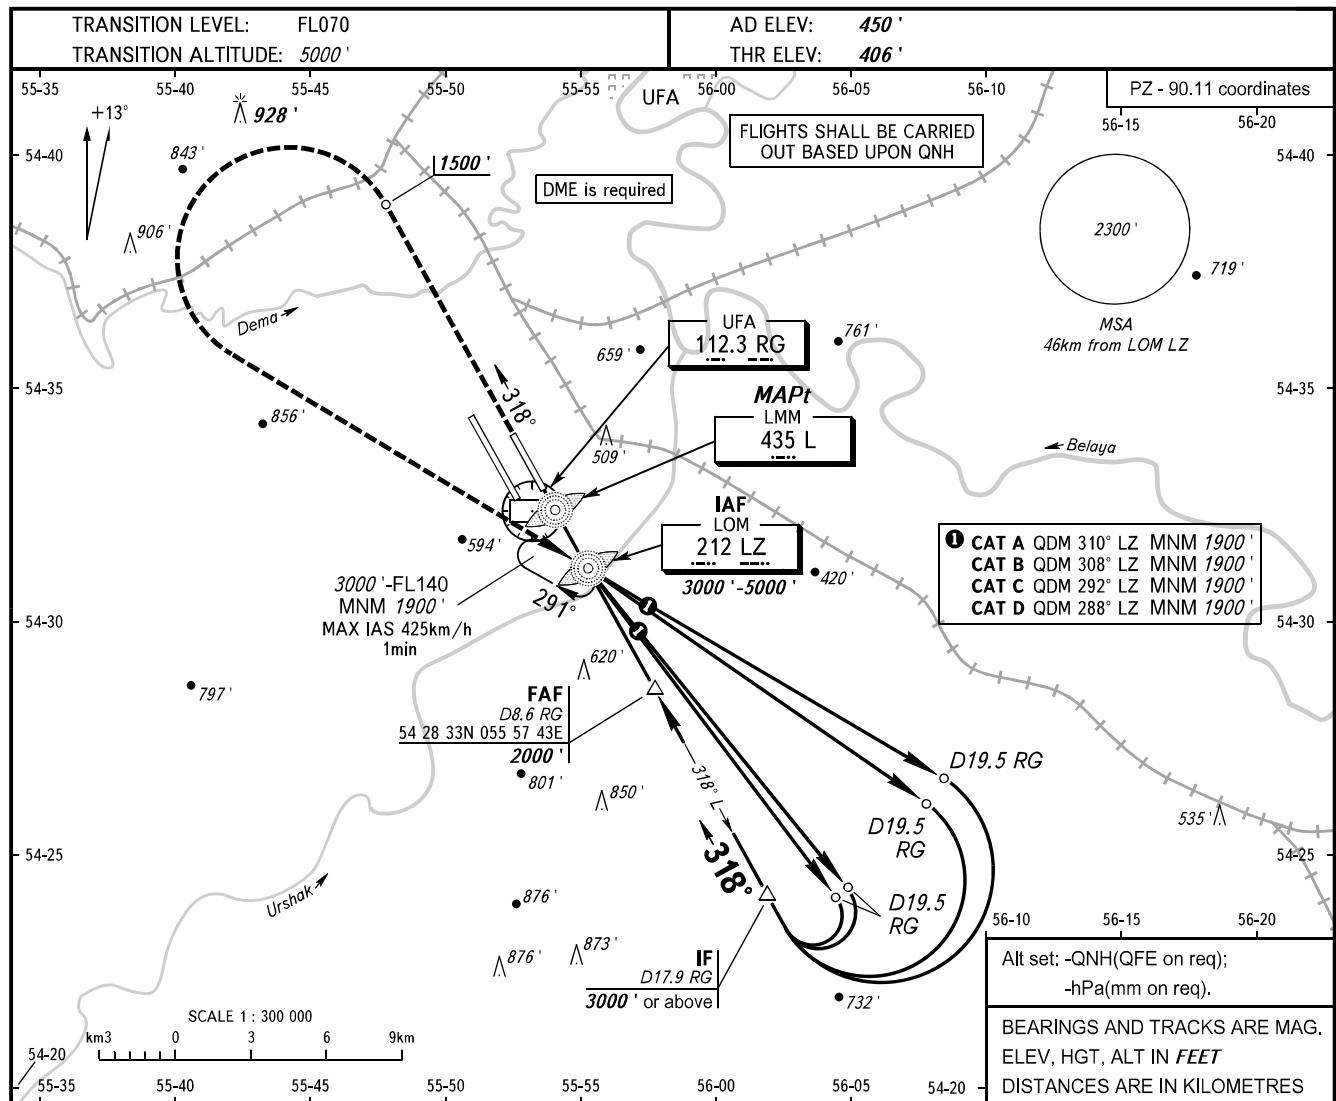 TRANSITION LEVEL: FL070
TRANSITION ALTITUDE: 5000 '
AD ELEV: 450 '
THR ELEV: 406 '
55-35 55-40 55-45 55-50 55-55 56-00 56-05 56-10
PZ - 90.11 coordinates
56-15 56-20
UFA
+13°
928 '
FLIGHTS SHALL BE CARRIED
OUT BASED UPON QNH
54-40
843 '
1500 '
54-40
DME is required
906 '
2300 '
719 '
Dema
MSA
46km from LOM LZ
UFA
112.3 RG
659 '
761 '
54-35
318°
MAPt
LMM
435 L
54-35
856 '
509 '
Belaya
IAF
LOM
212 LZ
3000 ' -5000 '
594 '
420 '
1 CAT A QDM 310° LZ MNM 1900 '
CAT B QDM 308° LZ MNM 1900 '
CAT C QDM 292° LZ MNM 1900 '
CAT D QDM 288° LZ MNM 1900 '
3000 '-FL140
MNM 1900 '
MAX IAS 425km/h
1min
291°
1
1
54-30
54-30
620 '
797 '
FAF
D8.6 RG
54 28 33N 055 57 43E
2000 '
801 '
850 '
318° L
D19.5 RG
D19.5
RG
535 '
54-25
318°
54-25
Urshak
876 '
D19.5
RG
876 '
873 '
56-10 56-15 56-20
IF
D17.9 RG
3000 ' or above
732 '
Alt set: -QNH(QFE on req);
-hPa(mm on req).
SCALE 1 : 300 000
km3 0 3 6 9km
BEARINGS AND TRACKS ARE MAG.
ELEV, HGT, ALT IN FEET
DISTANCES ARE IN KILOMETRES
54-20
55-35 55-40 55-45 55-50 55-55 56-00 56-05 54-20